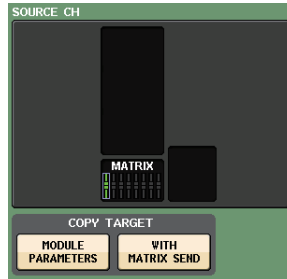 SOURCE CH
MATRIX
COPY TARGET
MODULE
PARAMETERS
WITH
MATRIX SEND